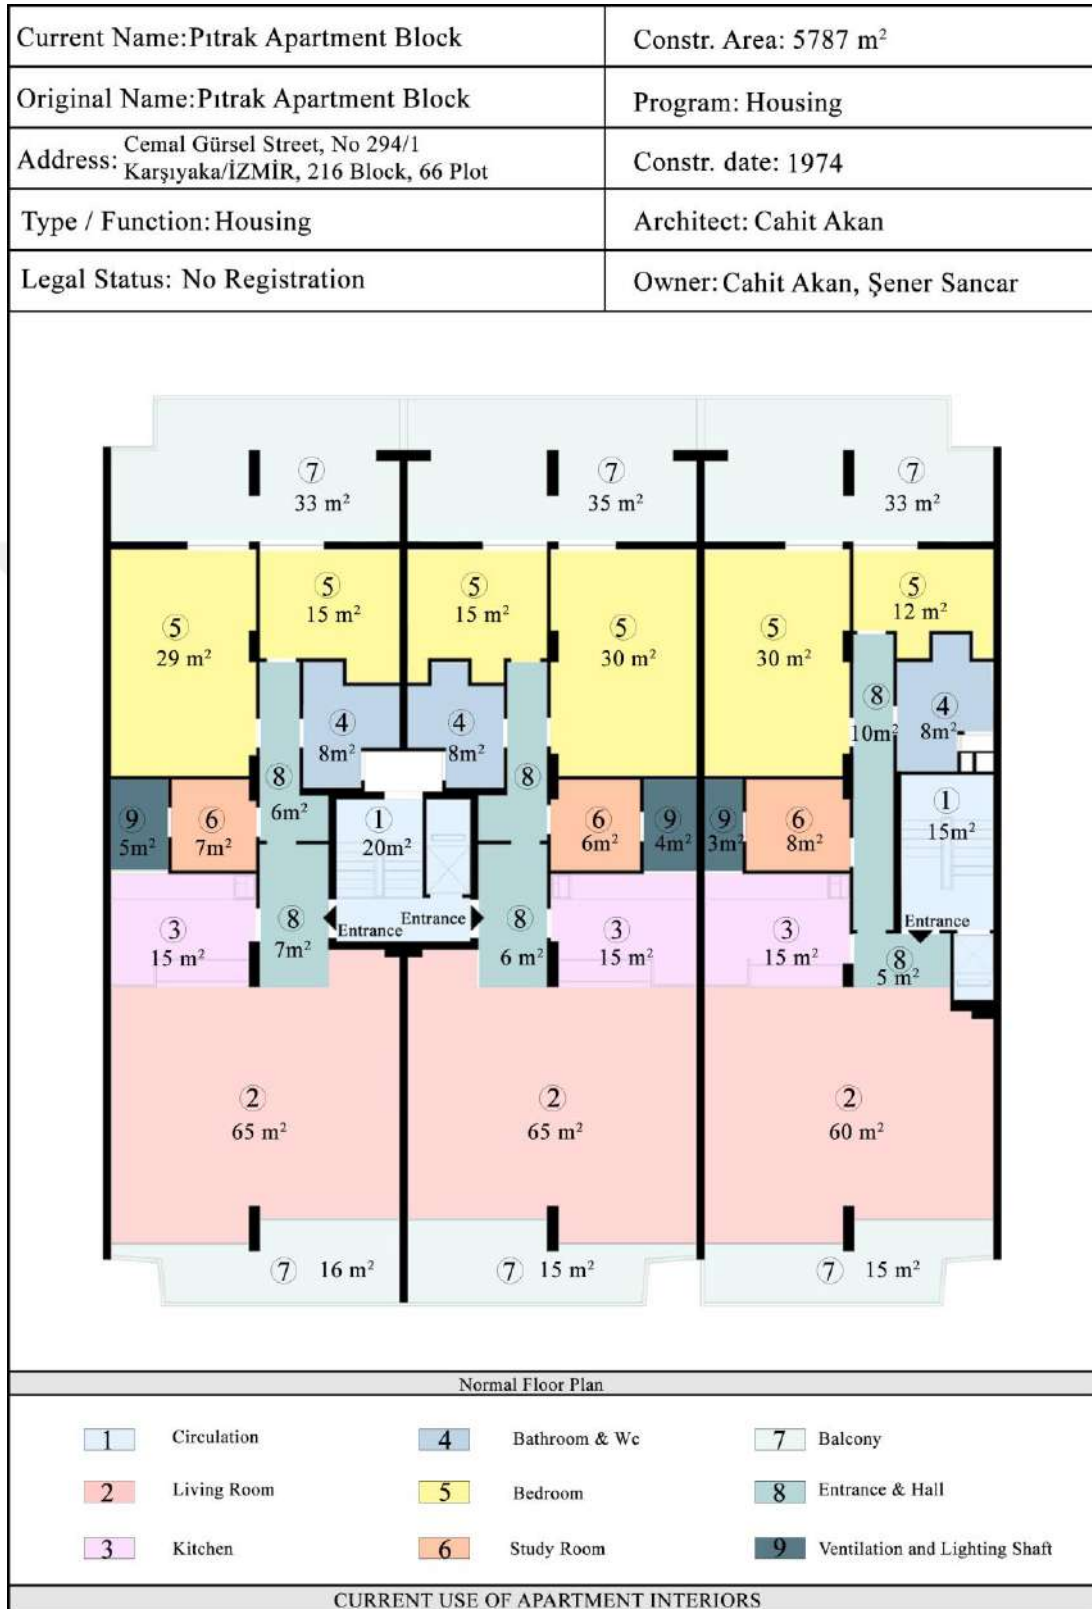 Current Name:Pıtrak Apartment Block
Constr. Area: 5787 m²
Original Name:Pıtrak Apartment Block
Program: Housing
Address: Cemal Gürsel Street, No 294/1
Karşıyaka/İZMİR, 216 Block, 66 Plot
Constr. date: 1974
Type / Function: Housing
Architect: Cahit Akan
Legal Status: No Registration
Owner: Cahit Akan, Şener Sancar
7
33 m²
7
35 m²
7
33 m²
5
29 m²
5
15 m²
5
15 m²
5
30 m²
5
30 m²
5
12 m²
4
8m²
4
8m²
8
10m²
4
8m²
9
5m²
6
7m²
8
6m²
1
20m²
8
6
6m²
9
4m²
9
3m²
6
8m²
1
15m²
3
15 m²
8
7m²
Entrance
Entrance
8
6 m²
3
15 m²
3
15 m²
Entrance
8
5 m²
2
65 m²
2
65 m²
2
60 m²
7 16 m²
7 15 m²
7 15 m²
Normal Floor Plan
1 Circulation
4 Bathroom & Wc
7 Balcony
2 Living Room
5 Bedroom
8 Entrance & Hall
3 Kitchen
6 Study Room
9 Ventilation and Lighting Shaft
CURRENT USE OF APARTMENT INTERIORS